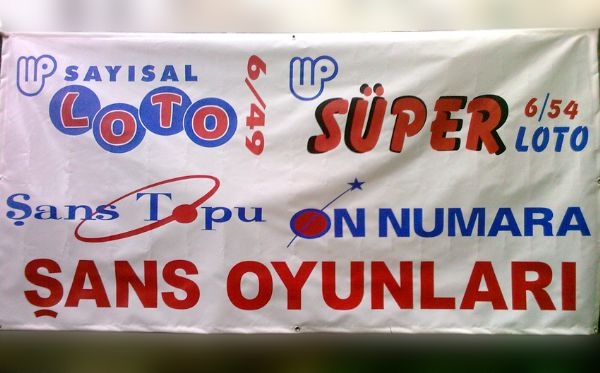 SAYISAL
LOTO
6/49
SÜPER
6/54
LOTO
Şans Topu
ON NUMARA
ŞANS OYUNLARI